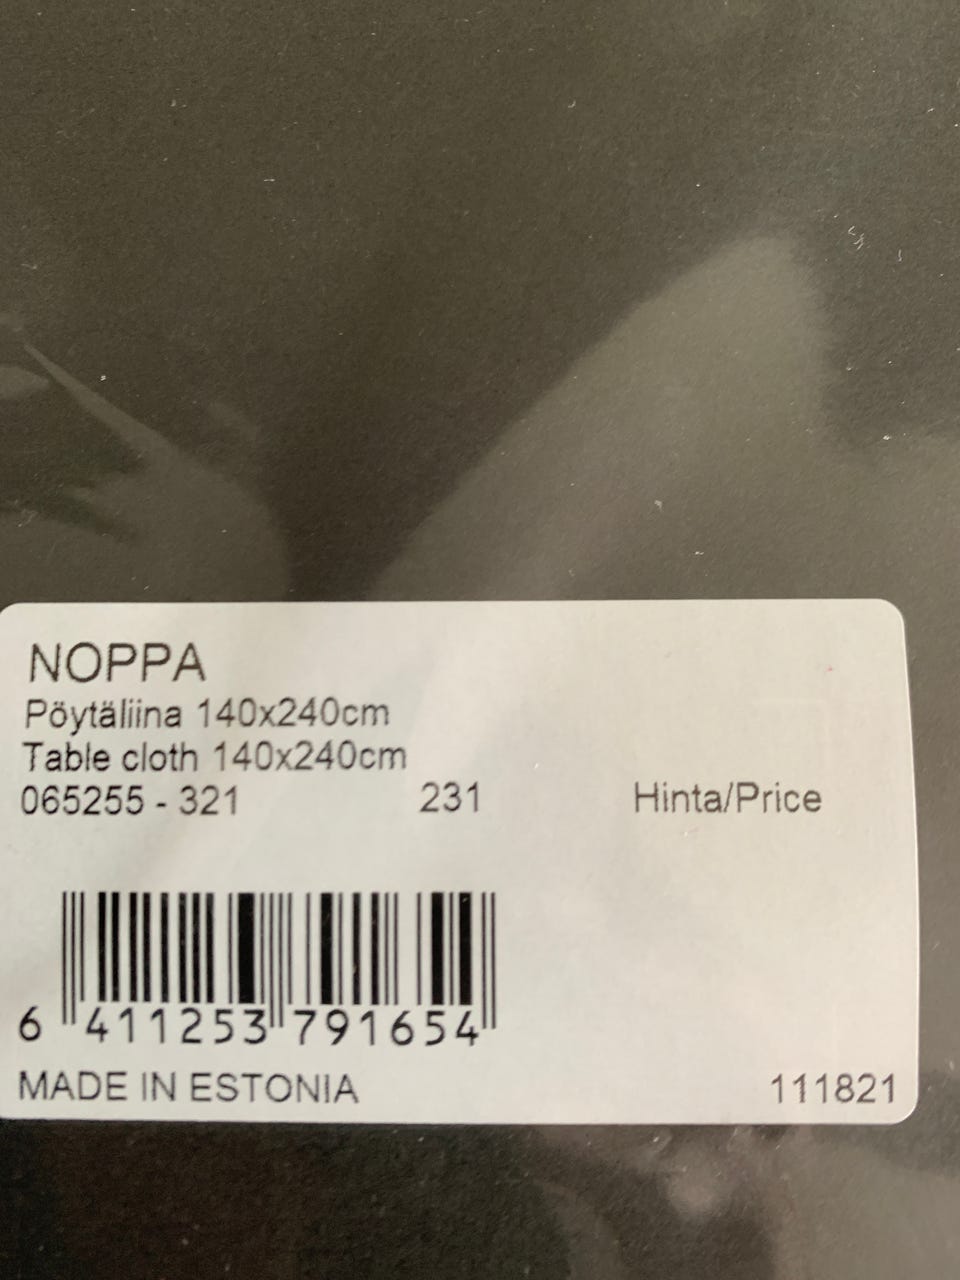 NOPPA
Pöytäliina 140x240cm
Table cloth 140x240cm
065255 - 321 231 Hinta/Price
6 411253 791654
MADE IN ESTONIA 111821